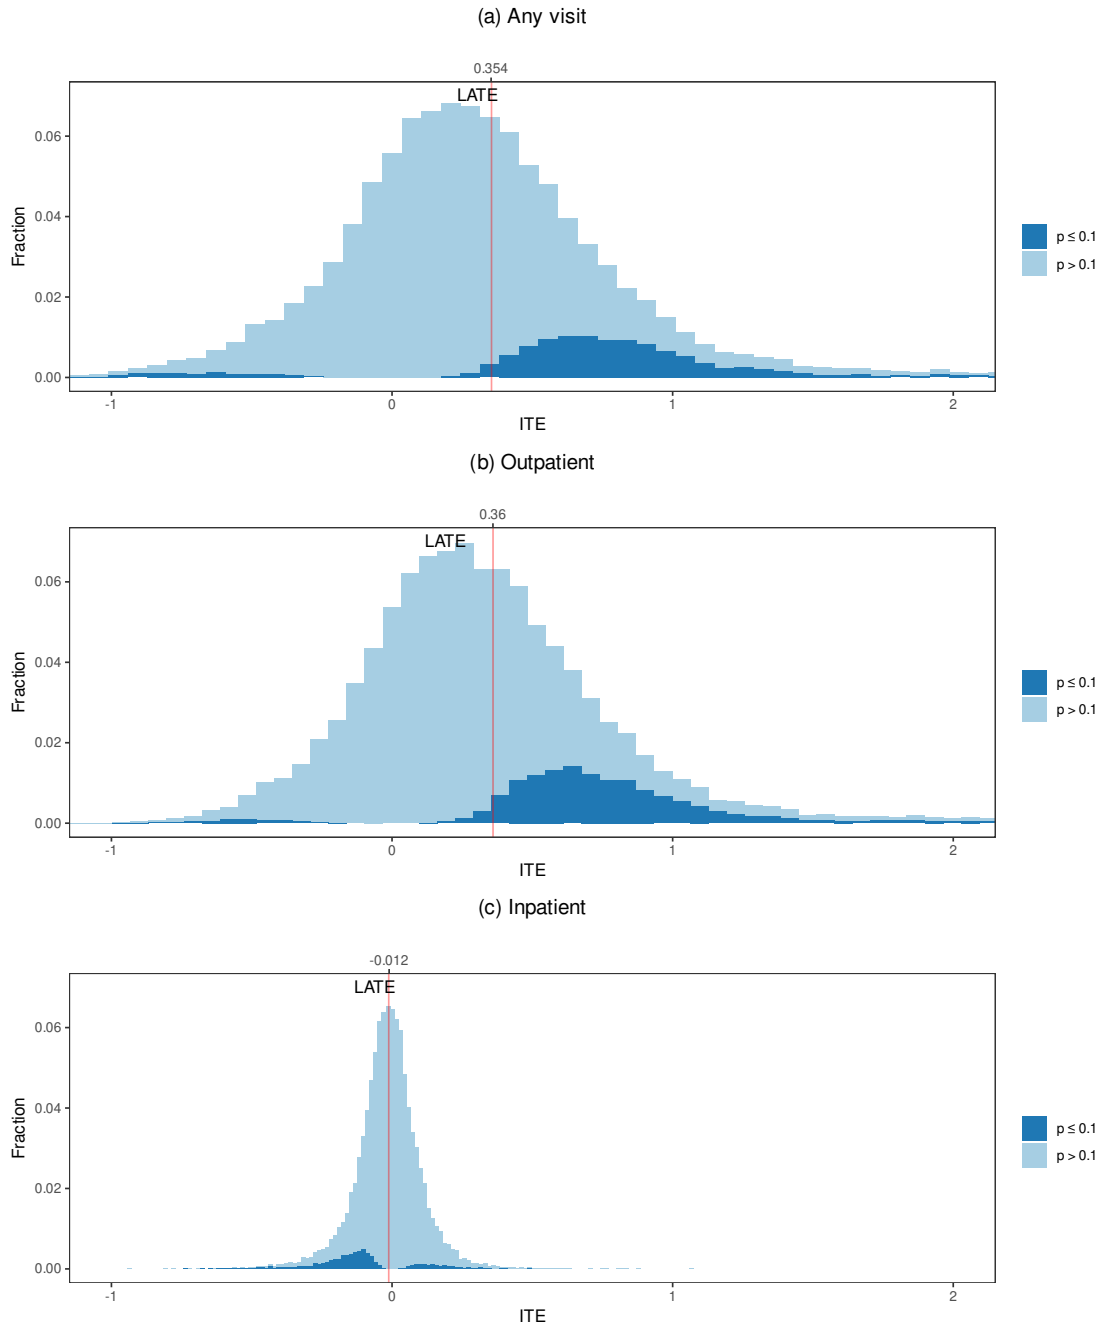 (a) Any visit
0.354
LATE
0.06
0.04
0.02
0.00
Fraction
-1 0 1 2
ITE
p ≤ 0.1
p > 0.1
(b) Outpatient
0.36
LATE
0.06
0.04
0.02
0.00
Fraction
-1 0 1 2
ITE
p ≤ 0.1
p > 0.1
(c) Inpatient
-0.012
LATE
0.06
0.04
0.02
0.00
Fraction
-1 0 1 2
ITE
p ≤ 0.1
p > 0.1